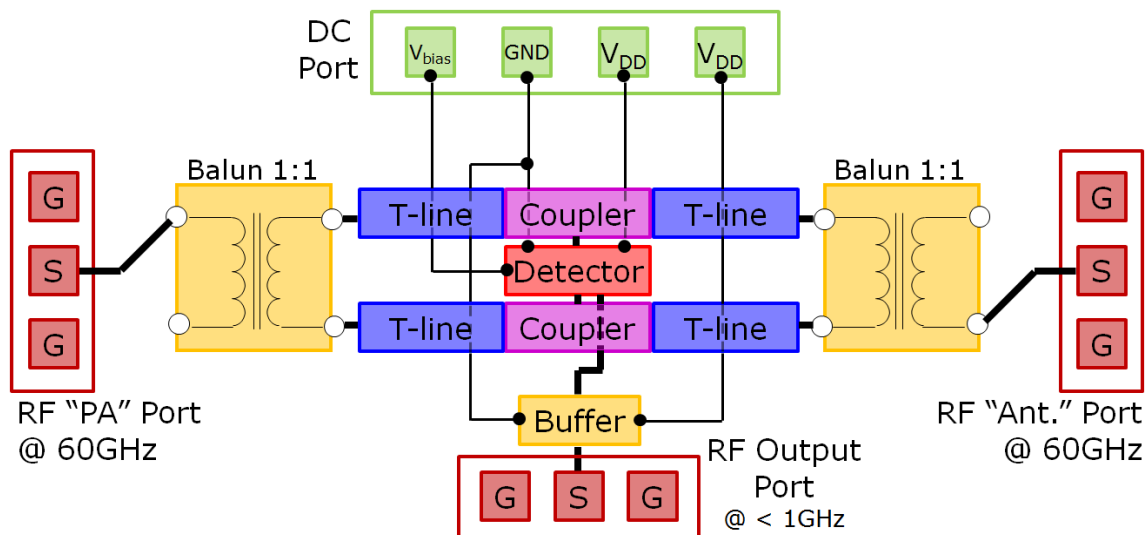 DC
Port
V_bias
GND
V_DD
V_DD
Balun 1:1
Balun 1:1
G
S
G
T-line
Coupler
T-line
Detector
T-line
Coupler
T-line
G
S
G
RF “PA” Port
@ 60GHz
Buffer
RF “Ant.” Port
@ 60GHz
G S G
RF Output
Port
@ < 1GHz